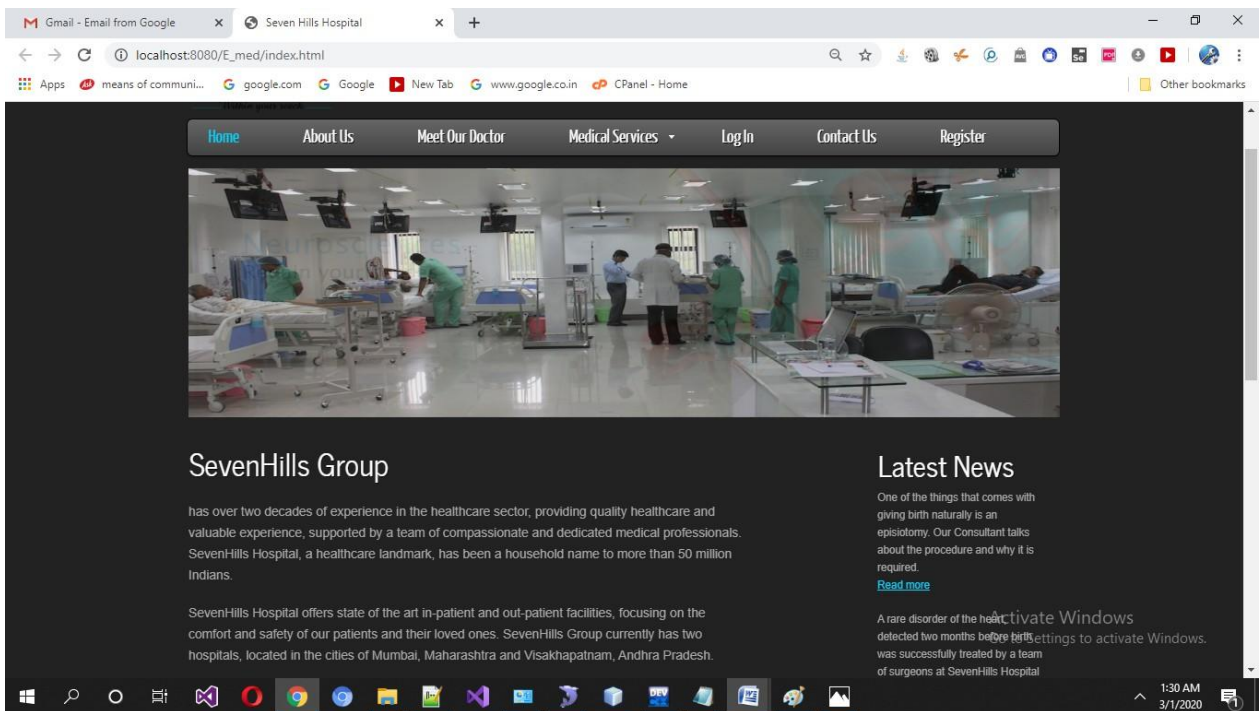 Gmail - Email from Google
Seven Hills Hospital
localhost:8080/E_med/index.html
Apps
means of communi...
google.com
Google
New Tab
www.google.co.in
CPanel - Home
Other bookmarks
Home
About Us
Meet Our Doctor
Medical Services
Log In
Contact Us
Register
Neurosciences
SevenHills Group
has over two decades of experience in the healthcare sector, providing quality healthcare and
valuable experience, supported by a team of compassionate and dedicated medical professionals.
SevenHills Hospital, a healthcare landmark, has been a household name to more than 50 million
Indians.
SevenHills Hospital offers state of the art in-patient and out-patient facilities, focusing on the
comfort and safety of our patients and their loved ones. SevenHills Group currently has two
hospitals, located in the cities of Mumbai, Maharashtra and Visakhapatnam, Andhra Pradesh.
Latest News
One of the things that comes with
giving birth naturally is an
episiotomy. Our Consultant talks
about the procedure and why it is
required.
Read more
A rare disorder of the heart,
detected two months before birth
was successfully treated by a team
of surgeons at SevenHills Hospital
Activate Windows
Go to Settings to activate Windows.
Se
PDF
DEV
1:30 AM
3/1/2020